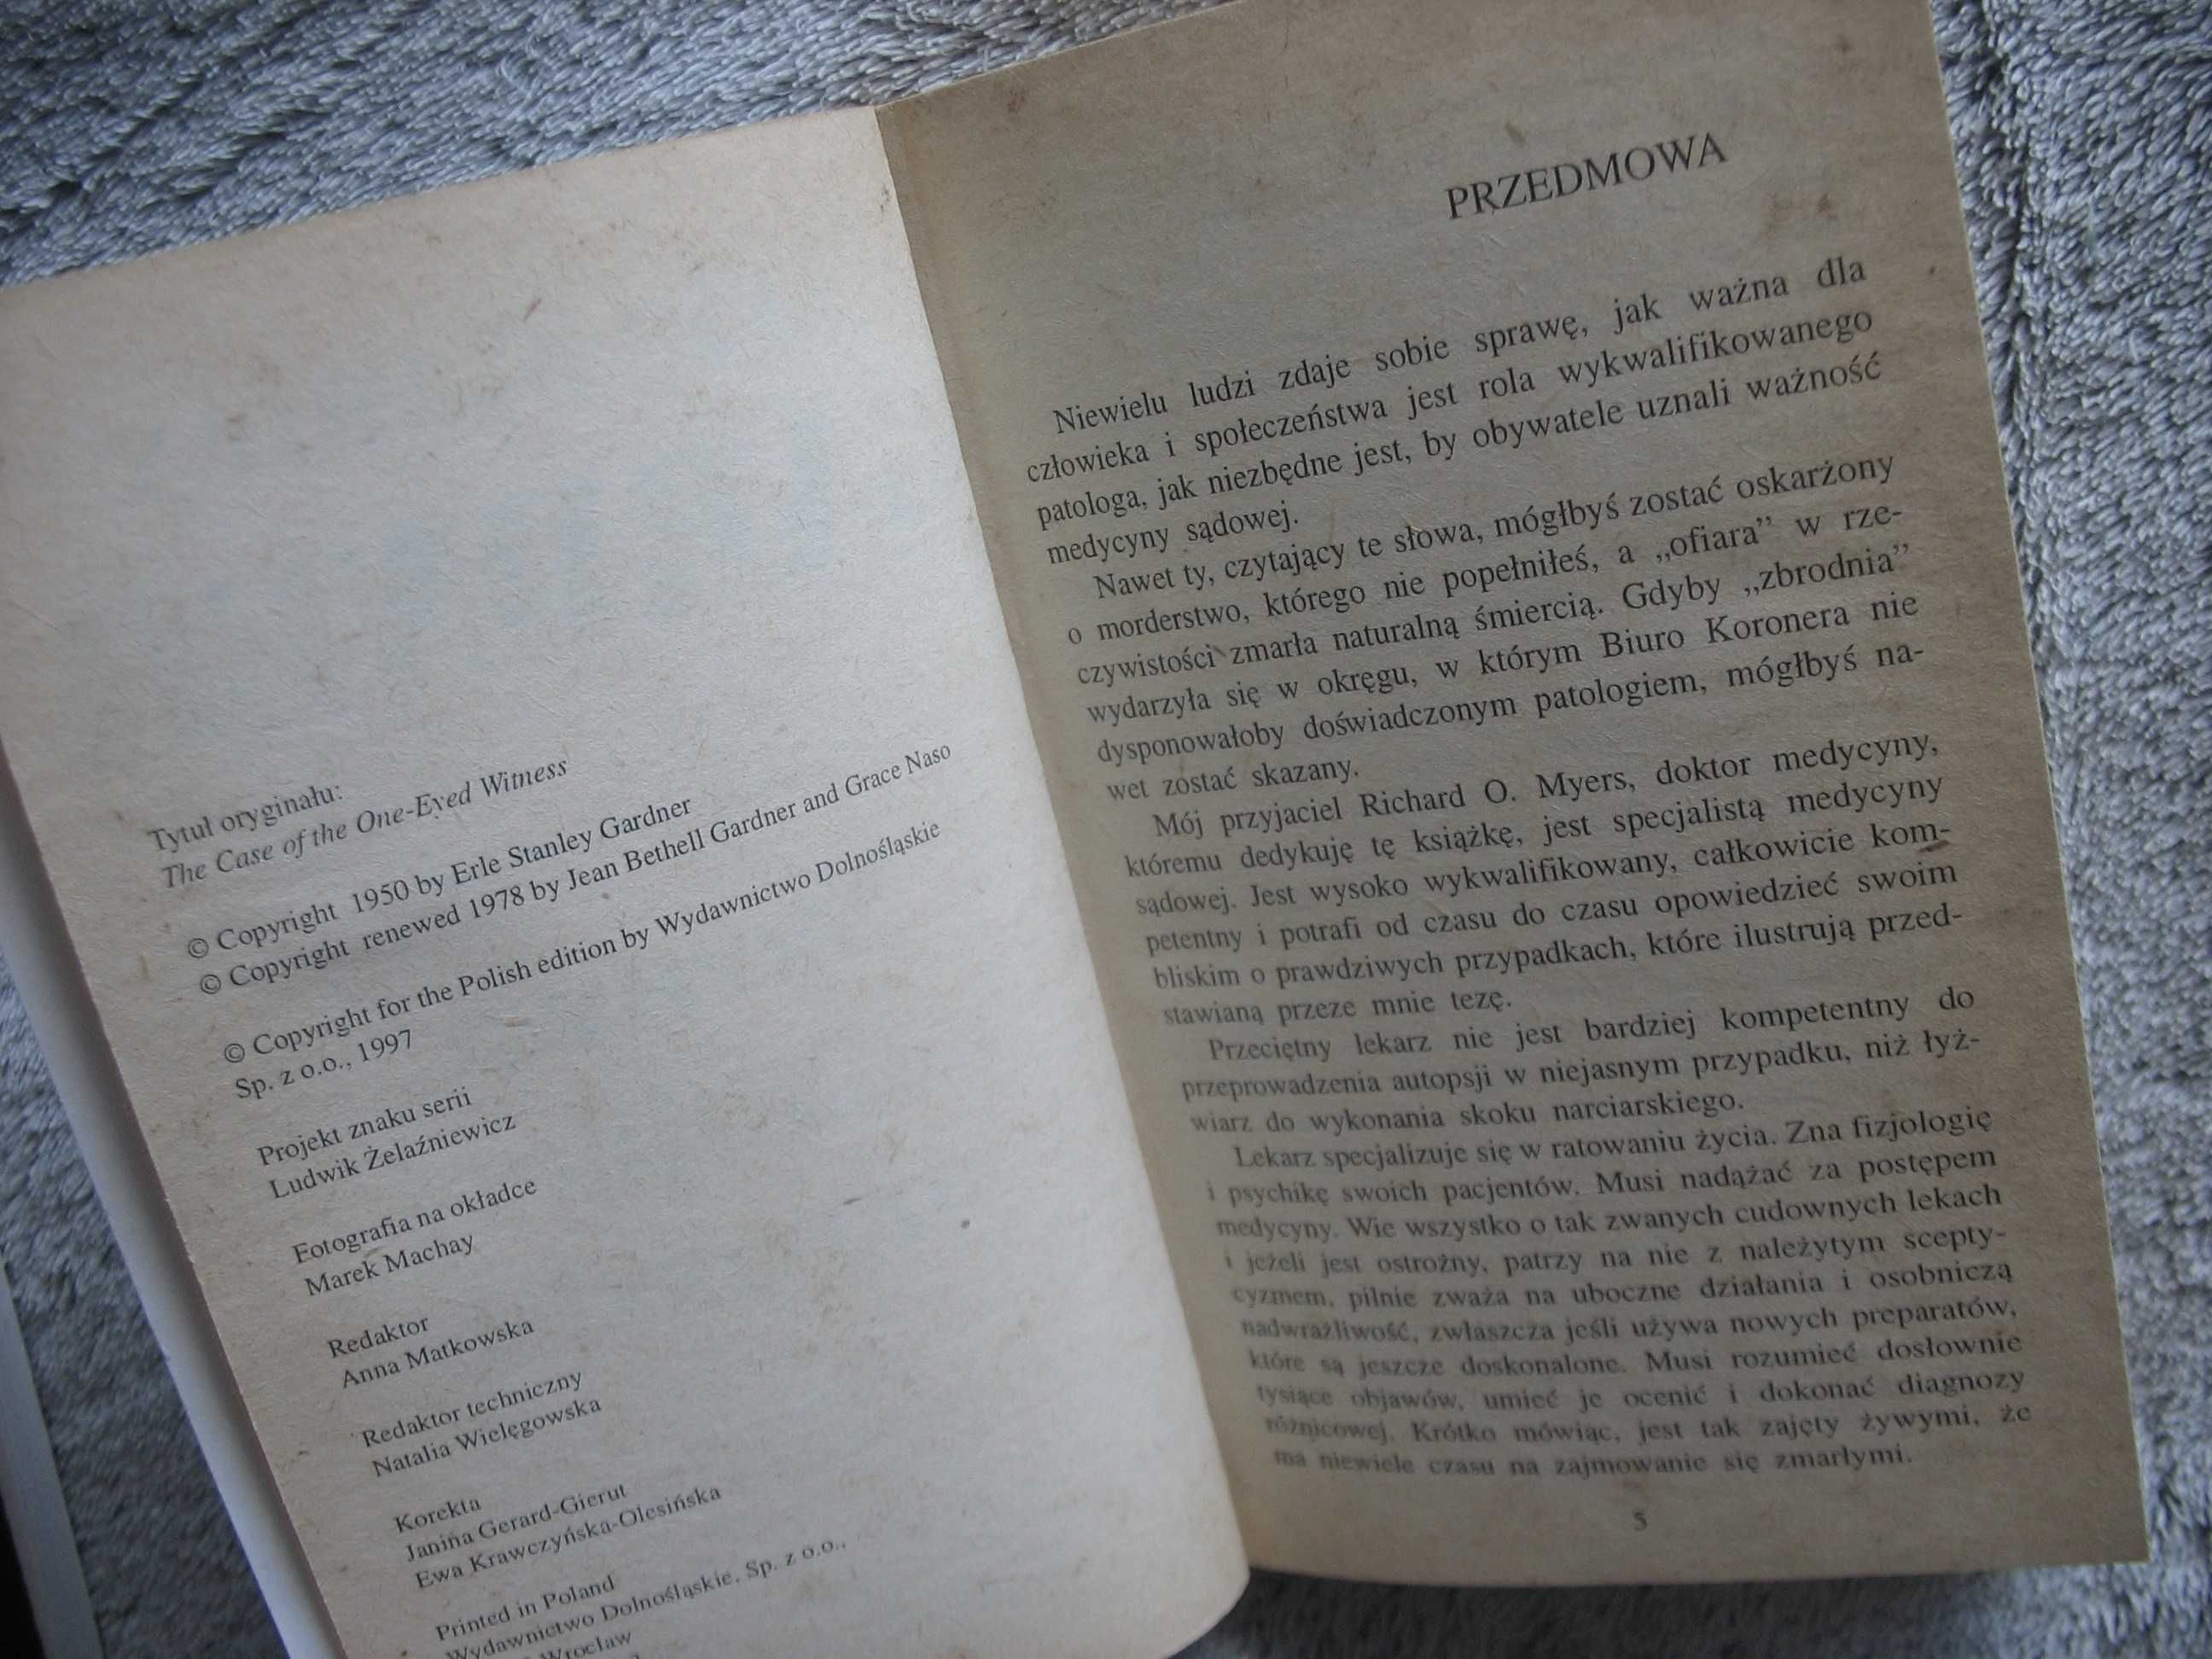 Tytuł oryginału:
The Case of the One-Eyed Witness
© Copyright 1950 by Erle Stanley Gardner
© Copyright renewed 1978 by Jean Bethell Gardner and Grace Naso
© Copyright for the Polish edition by Wydawnictwo Dolnośląskie
Sp. z o.o., 1997
Projekt znaku serii
Ludwik Żelaźniewicz
Fotografia na okładce
Marek Machay
Redaktor
Anna Matkowska
Redaktor techniczny
Natalia Wielęgowska
Korekta
Janina Gerard-Gierut
Ewa Krawczyńska-Olesińska
Printed in Poland
Wydawnictwo Dolnośląskie, Sp. z o.o.,
Wrocław
PRZEDMOWA
Niewielu ludzi zdaje sobie sprawę, jak ważna dla
człowieka i społeczeństwa jest rola wykwalifikowanego
patologa, jak niezbędne jest, by obywatele uznali ważność
medycyny sądowej.
Nawet ty, czytający te słowa, mógłbyś zostać oskarżony
o morderstwo, którego nie popełniłeś, a „ofiara” w rze-
czywistości zmarła naturalną śmiercią. Gdyby „zbrodnia”
wydarzyła się w okręgu, w którym Biuro Koronera nie
dysponowałoby doświadczonym patologiem, mógłbyś na-
wet zostać skazany.
Mój przyjaciel Richard O. Myers, doktor medycyny,
któremu dedykuję tę książkę, jest specjalistą medycyny
sądowej. Jest wysoko wykwalifikowany, całkowicie kom-
petentny i potrafi od czasu do czasu opowiedzieć swoim
bliskim o prawdziwych przypadkach, które ilustrują przed-
stawianą przeze mnie tezę.
Przeciętny lekarz nie jest bardziej kompetentny do
przeprowadzenia autopsji w niejasnym przypadku, niż łyż-
wiarz do wykonania skoku narciarskiego.
Lekarz specjalizuje się w ratowaniu życia. Zna fizjologię
i psychikę swoich pacjentów. Musi nadążać za postępem
medycyny. Wie wszystko o tak zwanych cudownych lekach
i jeżeli jest ostrożny, patrzy na nie z należytym scepty-
cyzmem, pilnie zważa na uboczne działania i osobniczą
nadwrażliwość, zwłaszcza jeśli używa nowych preparatów,
które są jeszcze doskonalone. Musi rozumieć dosłownie
tysiące objawów, umieć je ocenić i dokonać diagnozy
różnicowej. Krótko mówiąc, jest tak zajęty żywymi, że
ma niewiele czasu na zajmowanie się zmarłymi.
5